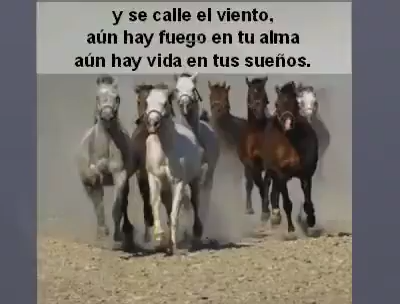 y se calle el viento,
aún hay fuego en tu alma
aún hay vida en tus sueños.